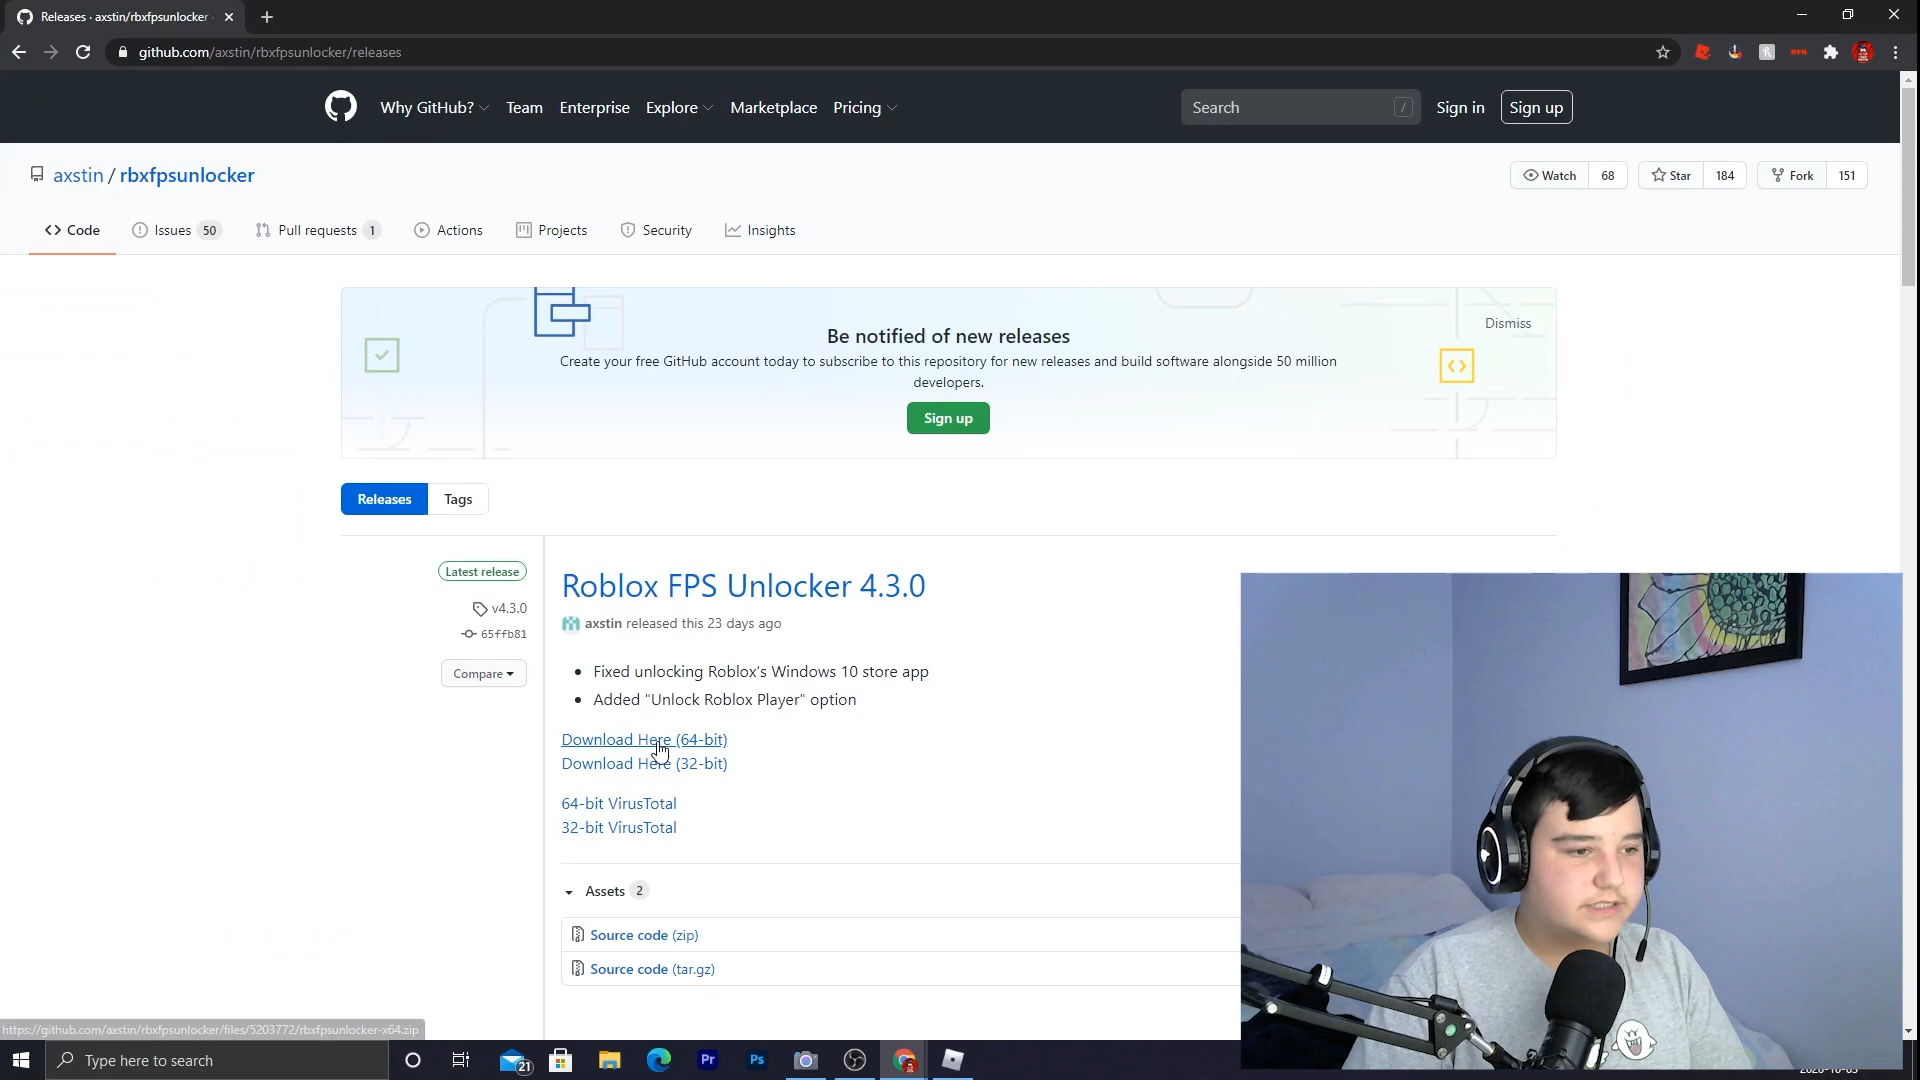 Releases · axstin/rbxfpsunlocker
github.com/axstin/rbxfpsunlocker/releases
Why GitHub? Team Enterprise Explore Marketplace Pricing Search / Sign in Sign up
axstin / rbxfpsunlocker Watch 68 Star 184 Fork 151
Code Issues 50 Pull requests 1 Actions Projects Security Insights
Be notified of new releases
Dismiss
Create your free GitHub account today to subscribe to this repository for new releases and build software alongside 50 million
developers.
Sign up
Releases Tags
Latest release
v4.3.0
65ffb81
Compare
Roblox FPS Unlocker 4.3.0
axstin released this 23 days ago
Fixed unlocking Roblox's Windows 10 store app
Added "Unlock Roblox Player" option
Download Here (64-bit)
Download Here (32-bit)
64-bit VirusTotal
32-bit VirusTotal
Assets 2
Source code (zip)
Source code (tar.gz)
https://github.com/axstin/rbxfpsunlocker/files/5203772/rbxfpsunlocker-x64.zip
Type here to search
21
Pr
Ps